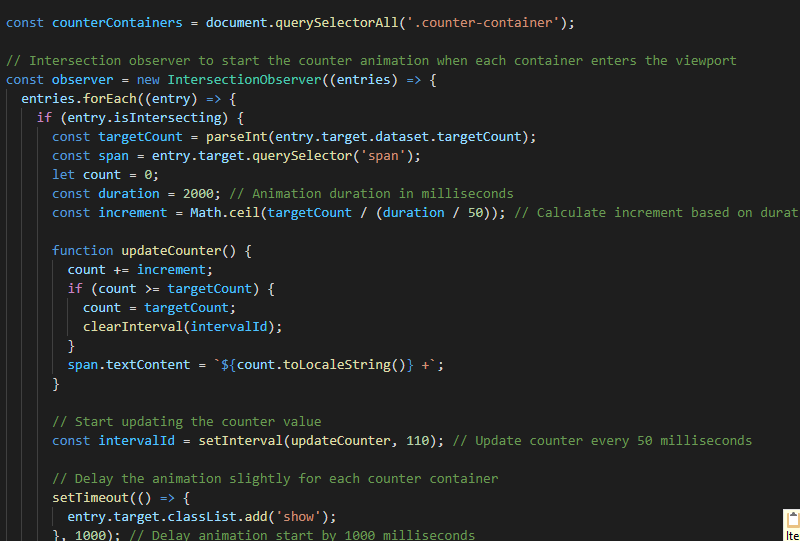 const counterContainers = document.querySelectorAll('.counter-container');
// Intersection observer to start the counter animation when each container enters the viewport
const observer = new IntersectionObserver((entries) => {
entries.forEach((entry) => {
if (entry.isIntersecting) {
const targetCount = parseInt(entry.target.dataset.targetCount);
const span = entry.target.querySelector('span');
let count = 0;
const duration = 2000; // Animation duration in milliseconds
const increment = Math.ceil(targetCount / (duration / 50)); // Calculate increment based on durat
function updateCounter() {
count += increment;
if (count >= targetCount) {
count = targetCount;
clearInterval(intervalId);
}
span.textContent = `${count.toLocaleString()} +`;
}
// Start updating the counter value
const intervalId = setInterval(updateCounter, 110); // Update counter every 50 milliseconds
// Delay the animation slightly for each counter container
setTimeout(() => {
entry.target.classList.add('show');
}, 1000); // Delay animation start by 1000 milliseconds
Ite